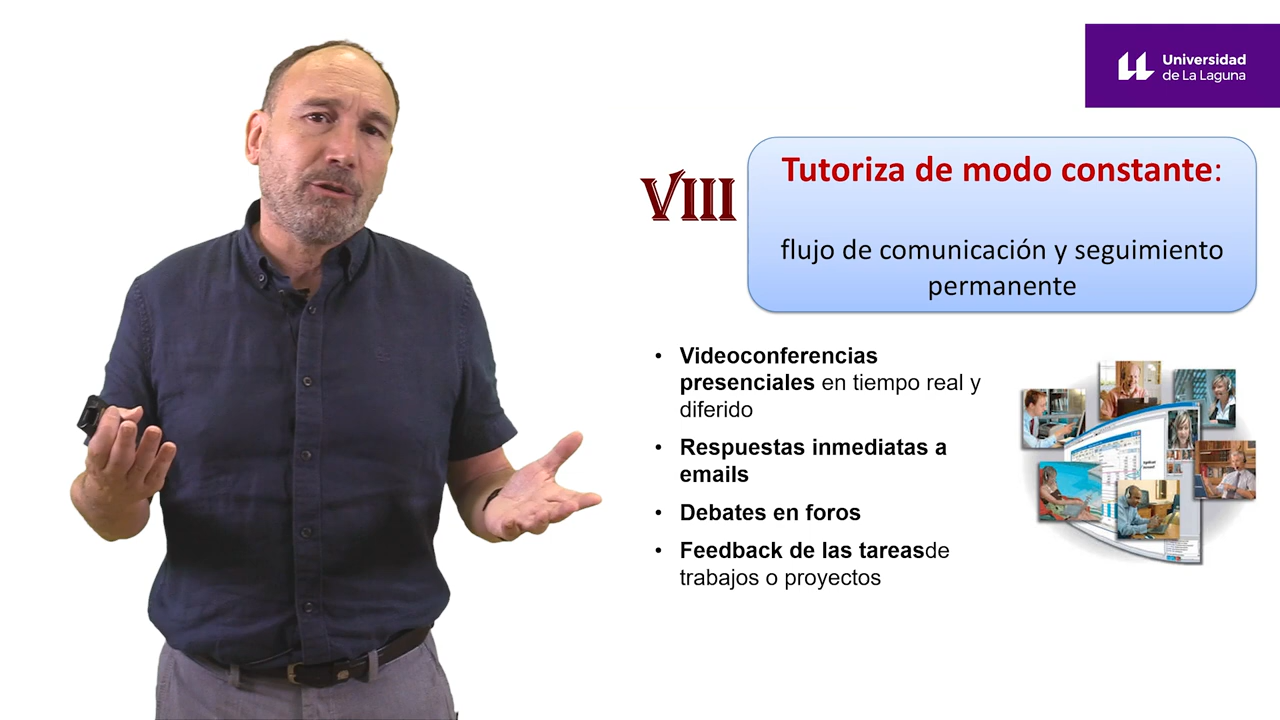 Universidad
de La Laguna
VIII
Tutoriza de modo constante:
flujo de comunicación y seguimiento
permanente
• Videoconferencias
presenciales en tiempo real y
diferido
• Respuestas inmediatas a
emails
• Debates en foros
• Feedback de las tareasde
trabajos o proyectos